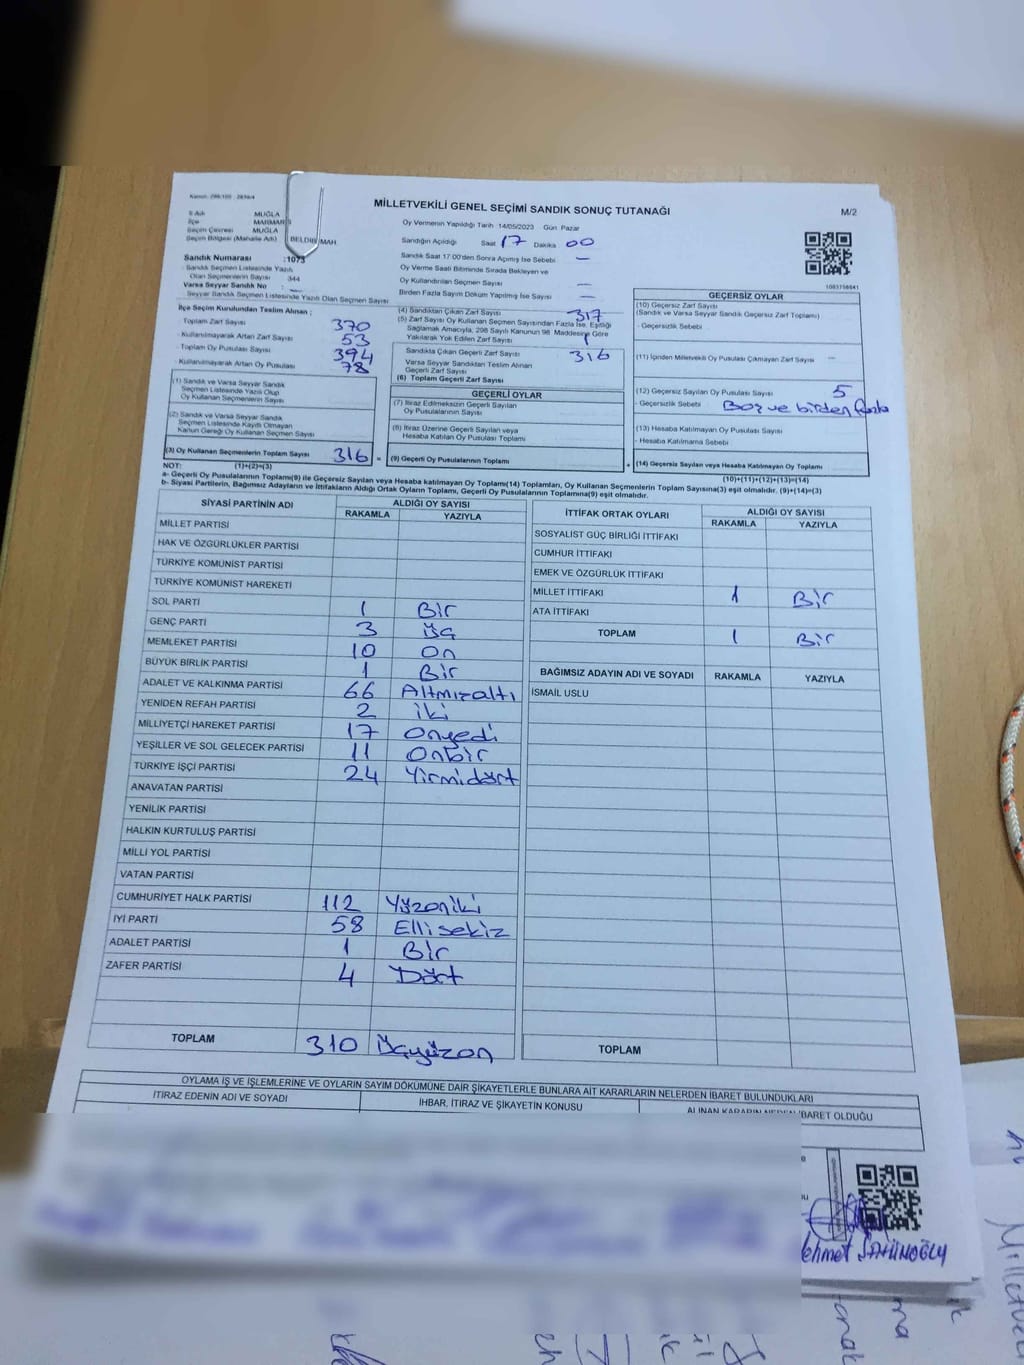 MİLLETVEKİLİ GENEL SEÇİMİ SANDIK SONUÇ TUTANAĞI
M/2
İl Adı MUĞLA
İlçe MARMARİS
Seçim Çevresi MUĞLA
Seçim Bölgesi (Mahalle Adı) BELDİBİ MAH
Sandık Numarası :1073
Sandık Seçmen Listesinde Yazılı
Olan Seçmenlerin Sayısı 344
Varsa Seyyar Sandık No :
Seyyar Sandık Seçmen Listesinde Yazılı Olan Seçmen Sayısı
Oy Vermenin Yapıldığı Tarih 14/05/2023 Gün Pazar
Sandığın Açıldığı Saat 17 Dakika 00
Sandık Saat 17.00'den Sonra Açılmış İse Sebebi —
Oy Verme Saati Bitiminde Sırada Bekleyen ve
Oy Kullandırılan Seçmen Sayısı —
Birden Fazla Sayım Döküm Yapılmış İse Sayısı —
1083758641
İlçe Seçim Kurulundan Teslim Alınan ;
Toplam Zarf Sayısı 370
Kullanılmayarak Artan Zarf Sayısı 53
Toplam Oy Pusulası Sayısı 394
Kullanılmayarak Artan Oy Pusulası 78
(1) Sandık ve Varsa Seyyar Sandık
Seçmen Listesinde Yazılı Olup
Oy Kullanan Seçmenlerin Sayısı
(2) Sandık ve Varsa Seyyar Sandık
Seçmen Listesinde Kayıtlı Olmayan
Kanun Gereği Oy Kullanan Seçmen Sayısı
(3) Oy Kullanan Seçmenlerin Toplam Sayısı 316 =
(1)+(2)=(3)
(4) Sandıktan Çıkan Zarf Sayısı 317
(5) Zarf Sayısı Oy Kullanan Seçmen Sayısından Fazla İse, Eşitliği
Sağlamak Amacıyla, 298 Sayılı Kanunun 98. Maddesine Göre
Yakılarak Yok Edilen Zarf Sayısı 1
Sandıkta Çıkan Geçerli Zarf Sayısı 316
Varsa Seyyar Sandıktan Teslim Alınan
Geçerli Zarf Sayısı
(6) Toplam Geçerli Zarf Sayısı
GEÇERLİ OYLAR
(7) İtiraz Edilmeksizin Geçerli Sayılan
Oy Pusulalarının Sayısı
(8) İtiraz Üzerine Geçerli Sayılan veya
Hesaba Katılan Oy Pusulası Toplamı
(9) Geçerli Oy Pusulalarının Toplamı +
GEÇERSİZ OYLAR
(10) Geçersiz Zarf Sayısı
(Sandık ve Varsa Seyyar Sandık Geçersiz Zarf Toplamı)
- Geçersizlik Sebebi
(11) İçinden Milletvekili Oy Pusulası Çıkmayan Zarf Sayısı —
(12) Geçersiz Sayılan Oy Pusulası Sayısı 5
- Geçersizlik Sebebi Boş ve birden fazla
(13) Hesaba Katılmayan Oy Pusulası Sayısı
- Hesaba Katılmama Sebebi
(14) Geçersiz Sayılan veya Hesaba Katılmayan Oy Toplamı
(10)+(11)+(12)+(13)=(14)
NOT:
a- Geçerli Oy Pusulalarının Toplamı(9) ile Geçersiz Sayılan veya Hesaba katılmayan Oy Toplamı(14) Toplamları, Oy Kullanan Seçmenlerin Toplam Sayısına(3) eşit olmalıdır. (9)+(14)=(3)
b- Siyasi Partilerin, Bağımsız Adayların ve İttifakların Aldığı Ortak Oyların Toplamı, Geçerli Oy Pusulalarının Toplamına(9) eşit olmalıdır.
SİYASİ PARTİNİN ADI ALDIĞI OY SAYISI
RAKAMLA YAZIYLA
MİLLET PARTİSİ
HAK VE ÖZGÜRLÜKLER PARTİSİ
TÜRKİYE KOMÜNİST PARTİSİ
TÜRKİYE KOMÜNİST HAREKETİ
SOL PARTİ 1 Bir
GENÇ PARTİ 3 Üç
MEMLEKET PARTİSİ 10 On
BÜYÜK BİRLİK PARTİSİ 1 Bir
ADALET VE KALKINMA PARTİSİ 66 Altmızaltı
YENİDEN REFAH PARTİSİ 2 iki
MİLLİYETÇİ HAREKET PARTİSİ 17 Onyedi
YEŞİLLER VE SOL GELECEK PARTİSİ 11 Onbir
TÜRKİYE İŞÇİ PARTİSİ 24 Yirmidört
ANAVATAN PARTİSİ
YENİLİK PARTİSİ
HALKIN KURTULUŞ PARTİSİ
MİLLİ YOL PARTİSİ
VATAN PARTİSİ
CUMHURİYET HALK PARTİSİ 112 Yüzoniki
İYİ PARTİ 58 Ellisekiz
ADALET PARTİSİ 1 Bir
ZAFER PARTİSİ 4 Dört
TOPLAM 310 Üçyüzon
İTTİFAK ORTAK OYLARI ALDIĞI OY SAYISI
RAKAMLA YAZIYLA
SOSYALİST GÜÇ BİRLİĞİ İTTİFAKI
CUMHUR İTTİFAKI
EMEK VE ÖZGÜRLÜK İTTİFAKI
MİLLET İTTİFAKI 1 Bir
ATA İTTİFAKI
TOPLAM 1 Bir
BAĞIMSIZ ADAYIN ADI VE SOYADI RAKAMLA YAZIYLA
İSMAİL USLU
TOPLAM
OYLAMA İŞ VE İŞLEMLERİNE VE OYLARIN SAYIM DÖKÜMÜNE DAİR ŞİKAYETLERLE BUNLARA AİT KARARLARIN NELERDEN İBARET BULUNDUKLARI
İTİRAZ EDENİN ADI VE SOYADI İHBAR, İTİRAZ VE ŞİKAYETİN KONUSU ALINAN KARARIN NEDEN İBARET OLDUĞU
ehmet ŞAHİNOĞLU